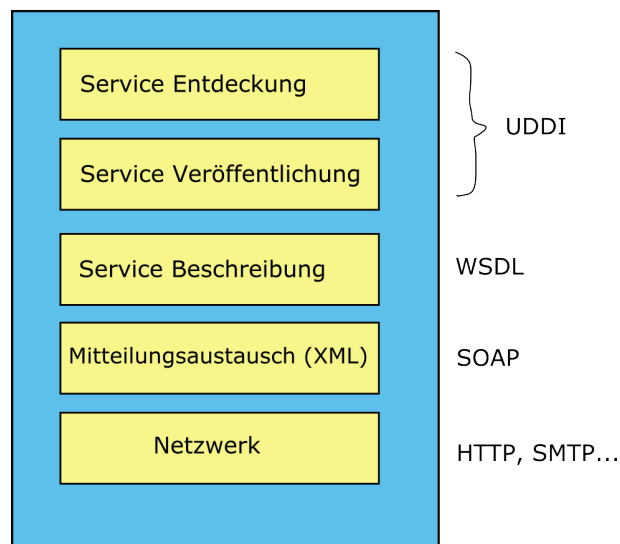 Service Entdeckung
UDDI
Service Veröffentlichung
Service Beschreibung
WSDL
Mitteilungsaustausch (XML)
SOAP
Netzwerk
HTTP, SMTP...